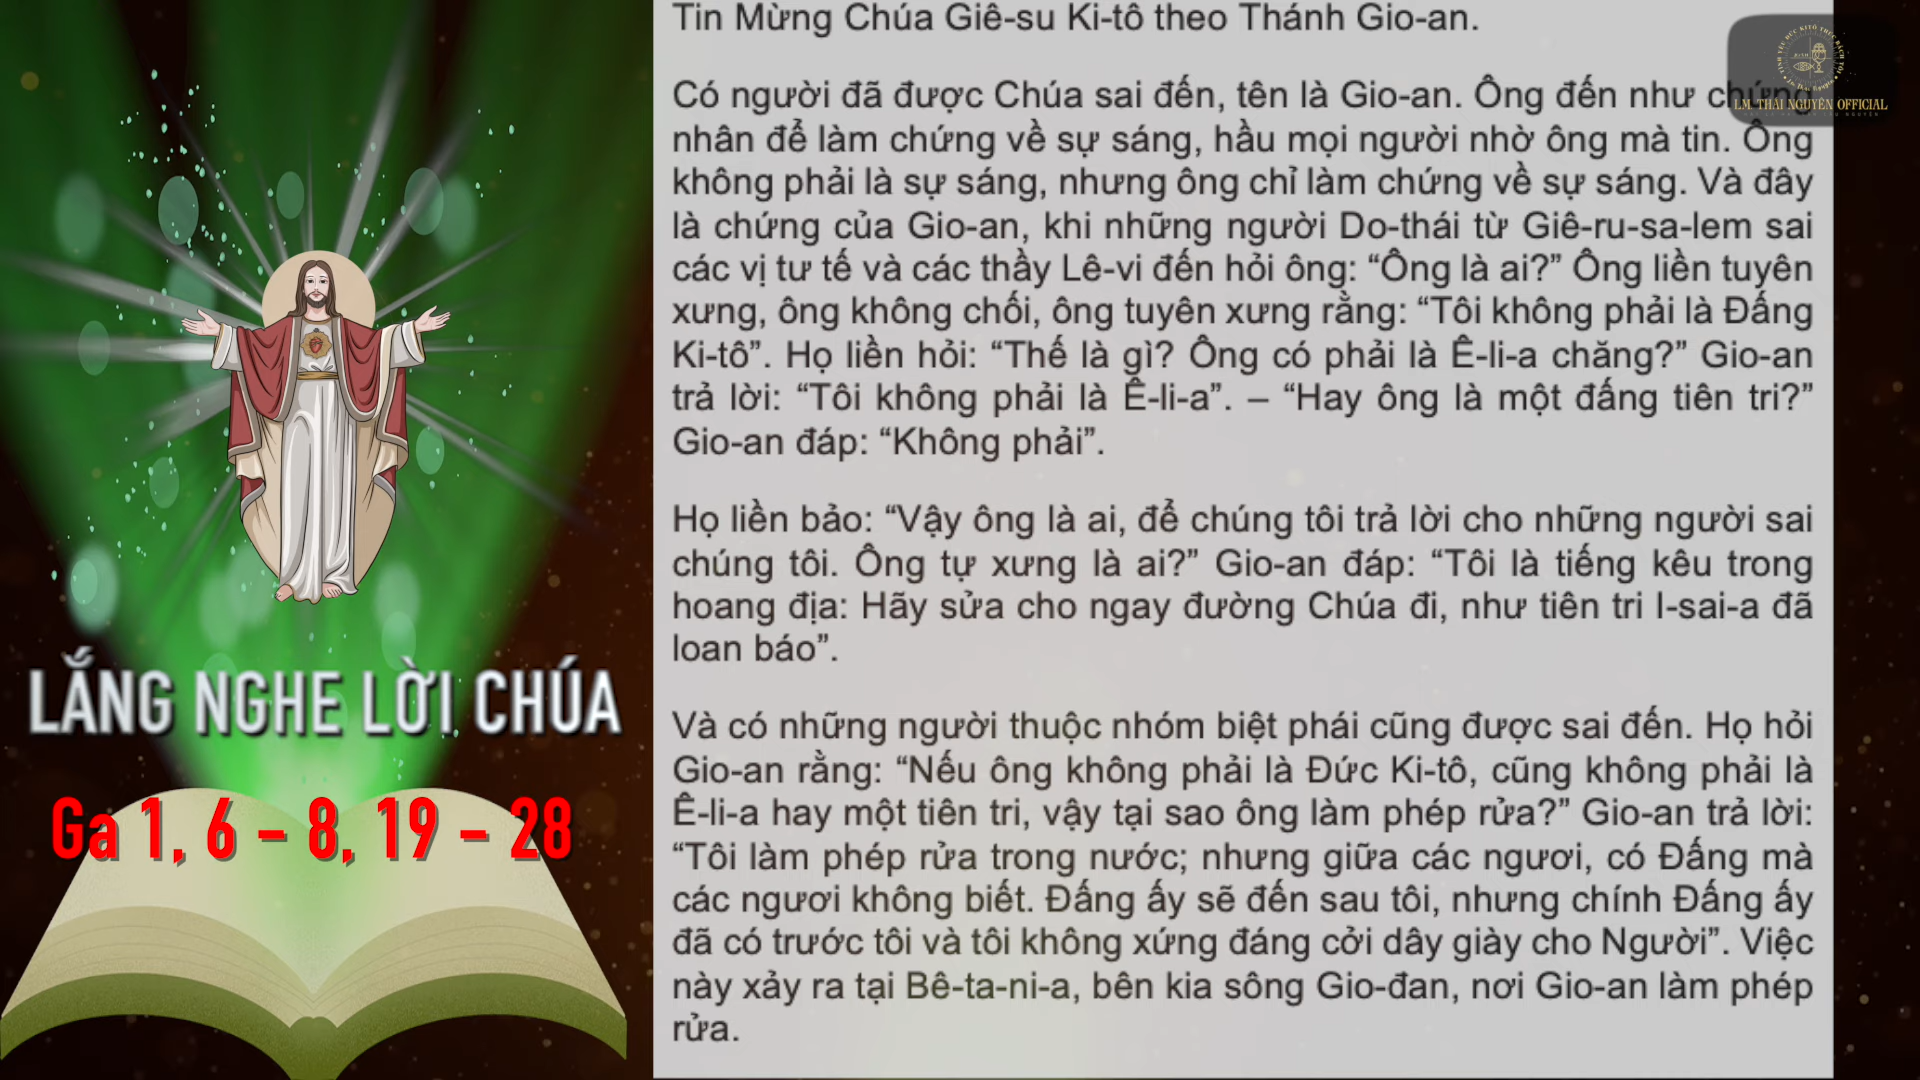 Tin Mừng Chúa Giê-su Ki-tô theo Thánh Gio-an.
Có người đã được Chúa sai đến, tên là Gio-an. Ông đến như chứng
nhân để làm chứng về sự sáng, hầu mọi người nhờ ông mà tin. Ông
không phải là sự sáng, nhưng ông chỉ làm chứng về sự sáng. Và đây
là chứng của Gio-an, khi những người Do-thái từ Giê-ru-sa-lem sai
các vị tư tế và các thầy Lê-vi đến hỏi ông: “Ông là ai?” Ông liền tuyên
xưng, ông không chối, ông tuyên xưng rằng: “Tôi không phải là Đấng
Ki-tô”. Họ liền hỏi: “Thế là gì? Ông có phải là Ê-li-a chăng?” Gio-an
trả lời: “Tôi không phải là Ê-li-a”. – “Hay ông là một đấng tiên tri?”
Gio-an đáp: “Không phải”.
Họ liền bảo: “Vậy ông là ai, để chúng tôi trả lời cho những người sai
chúng tôi. Ông tự xưng là ai?” Gio-an đáp: “Tôi là tiếng kêu trong
hoang địa: Hãy sửa cho ngay đường Chúa đi, như tiên tri I-sai-a đã
loan báo”.
Và có những người thuộc nhóm biệt phái cũng được sai đến. Họ hỏi
Gio-an rằng: “Nếu ông không phải là Đức Ki-tô, cũng không phải là
Ê-li-a hay một tiên tri, vậy tại sao ông làm phép rửa?” Gio-an trả lời:
“Tôi làm phép rửa trong nước; nhưng giữa các ngươi, có Đấng mà
các ngươi không biết. Đấng ấy sẽ đến sau tôi, nhưng chính Đấng ấy
đã có trước tôi và tôi không xứng đáng cởi dây giày cho Người”. Việc
này xảy ra tại Bê-ta-ni-a, bên kia sông Gio-đan, nơi Gio-an làm phép
rửa.
LẮNG NGHE LỜI CHÚA
Ga 1, 6 – 8, 19 – 28
LM. THÁI NGUYÊN OFFICIAL